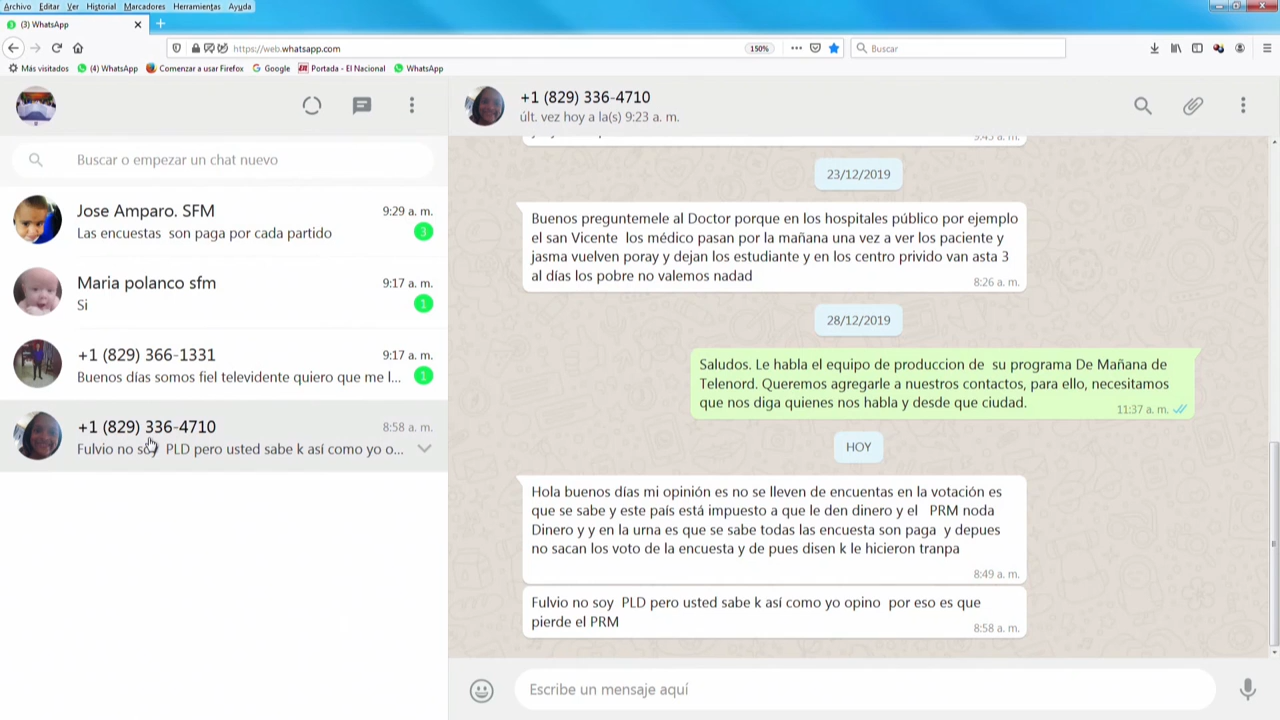 Archivo Editar Ver Historial Marcadores Herramientas Ayuda
(3) WhatsApp
https://web.whatsapp.com
150%
Buscar
Más visitados (4) WhatsApp Comenzar a usar Firefox Google Portada - El Nacional WhatsApp
+1 (829) 336-4710
últ. vez hoy a la(s) 9:23 a. m.
Buscar o empezar un chat nuevo
Jose Amparo. SFM
9:29 a. m.
Las encuestas son paga por cada partido
3
Maria polanco sfm
9:17 a. m.
Si
1
+1 (829) 366-1331
9:17 a. m.
Buenos días somos fiel televidente quiero que me l...
1
+1 (829) 336-4710
8:58 a. m.
Fulvio no soy PLD pero usted sabe k así como yo o...
23/12/2019
Buenos preguntemele al Doctor porque en los hospitales público por ejemplo
el san Vicente los médico pasan por la mañana una vez a ver los paciente y
jasma vuelven poray y dejan los estudiante y en los centro privido van asta 3
al días los pobre no valemos nadad
8:26 a. m.
28/12/2019
Saludos. Le habla el equipo de produccion de su programa De Mañana de
Telenord. Queremos agregarle a nuestros contactos, para ello, necesitamos
que nos diga quienes nos habla y desde que ciudad.
11:37 a. m.
HOY
Hola buenos días mi opinión es no se lleven de encuentas en la votación es
que se sabe y este país está impuesto a que le den dinero y el PRM noda
Dinero y y en la urna es que se sabe todas las encuesta son paga y depues
no sacan los voto de la encuesta y de pues disen k le hicieron tranpa
8:49 a. m.
Fulvio no soy PLD pero usted sabe k así como yo opino por eso es que
pierde el PRM
8:58 a. m.
Escribe un mensaje aquí